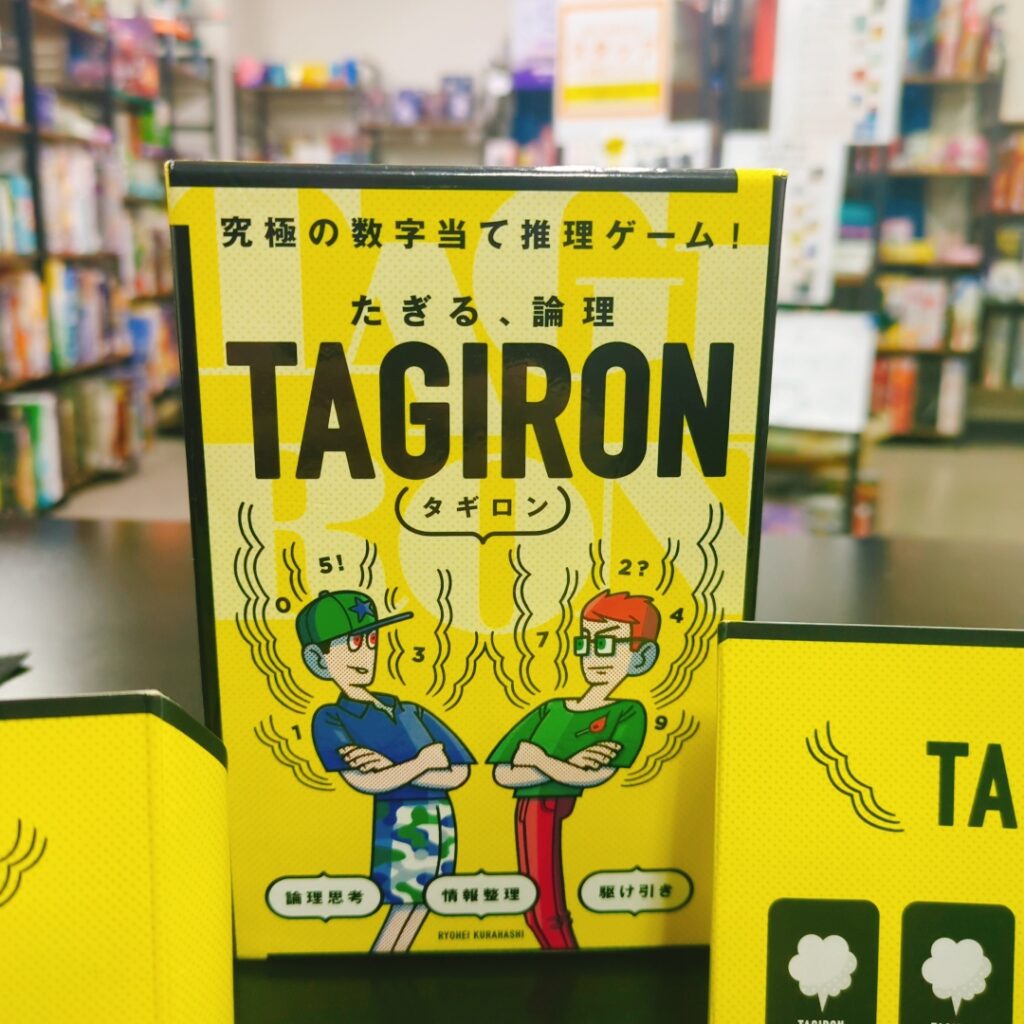 究極の数字当て推理ゲーム!
たぎる、論理
TAGIRON
タギロン
5!
2?
0
3
7
4
1
9
論理思考
情報整理
駆け引き
RYOHEI KURAHASHI
TA
TAGIRON